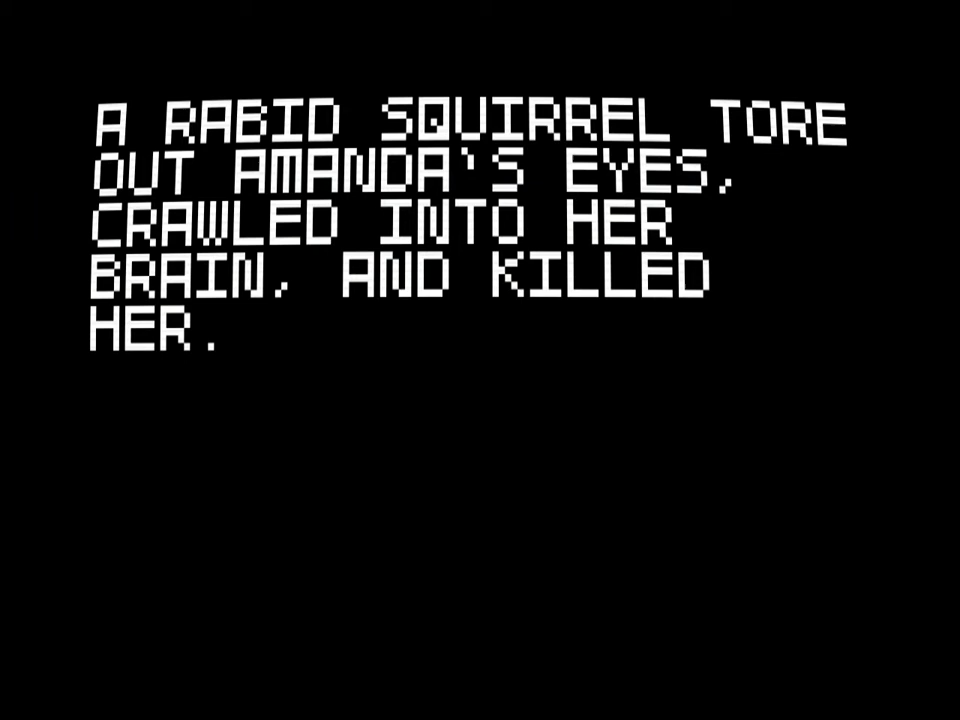 A RABID SQUIRREL TORE
OUT AMANDA'S EYES,
CRAWLED INTO HER
BRAIN, AND KILLED
HER.